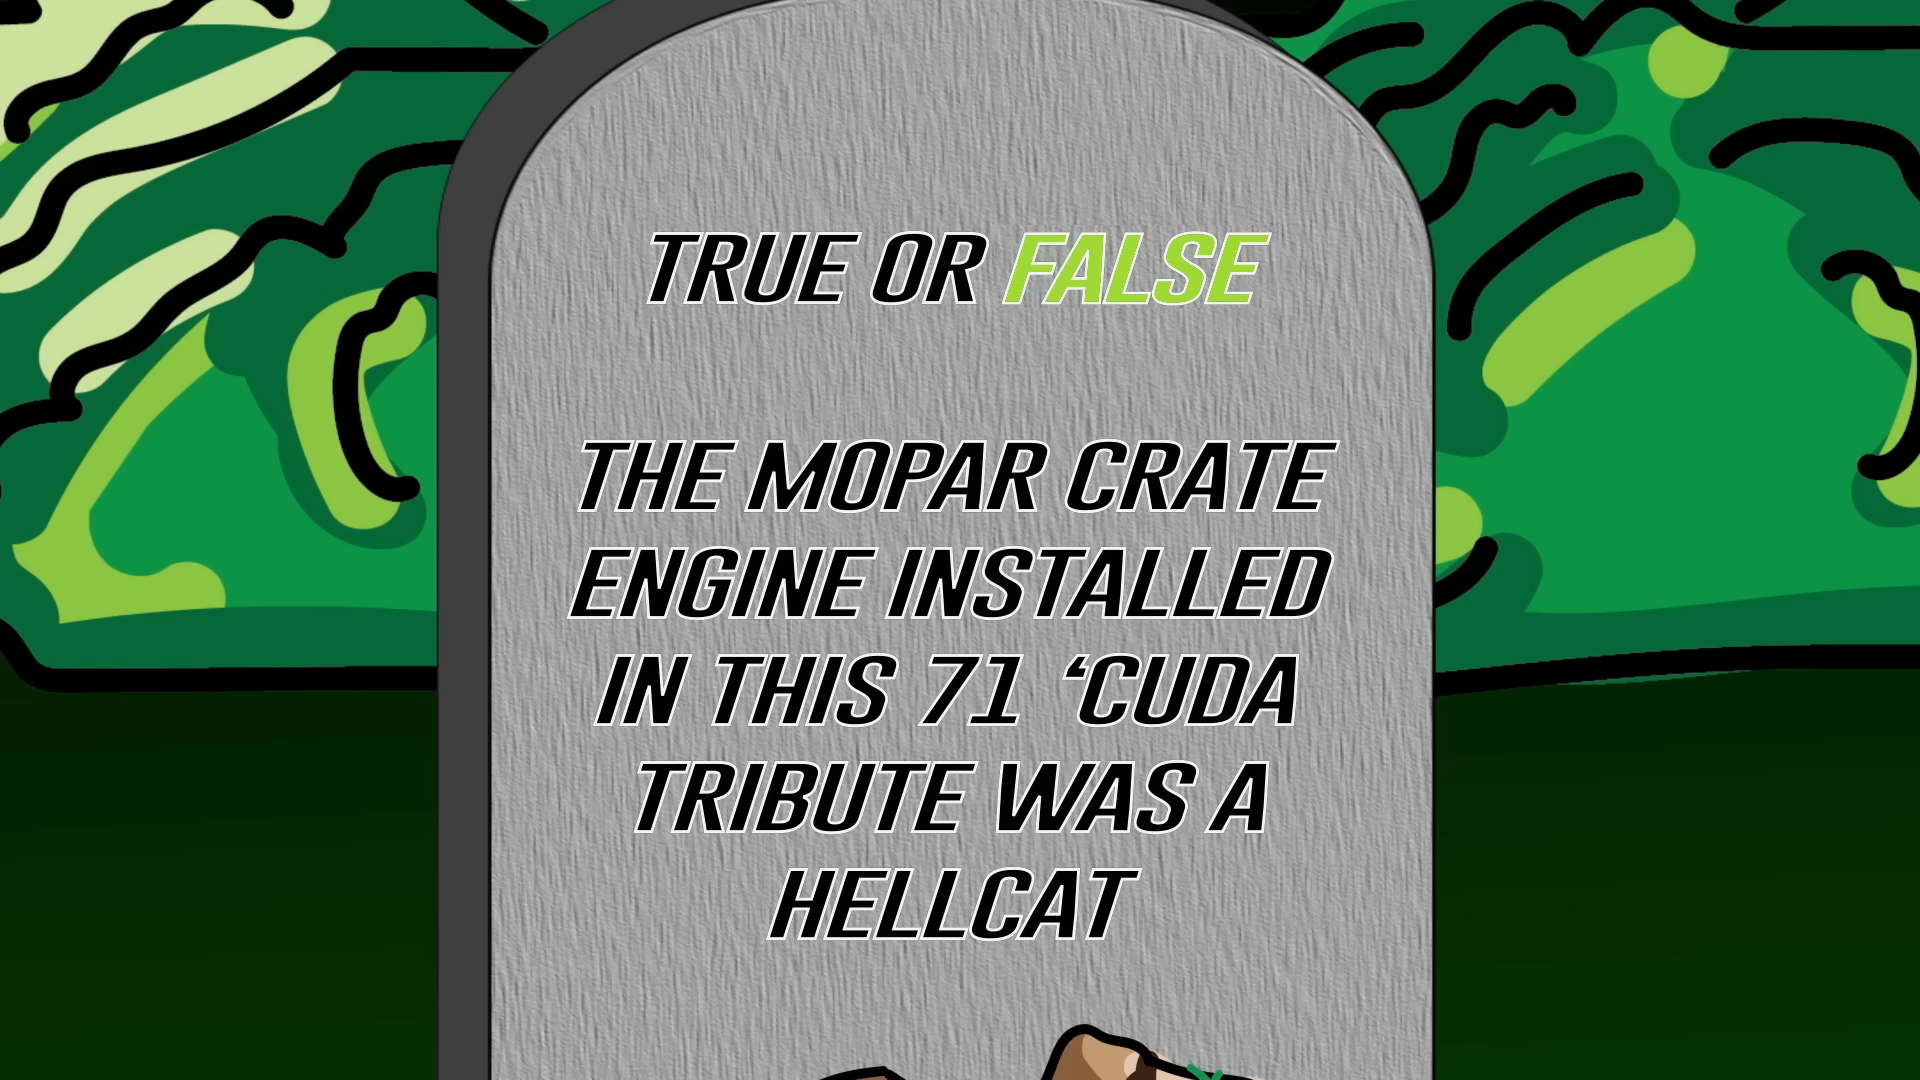 TRUE OR FALSE
THE MOPAR CRATE
ENGINE INSTALLED
IN THIS 71 ‘CUDA
TRIBUTE WAS A
HELLCAT